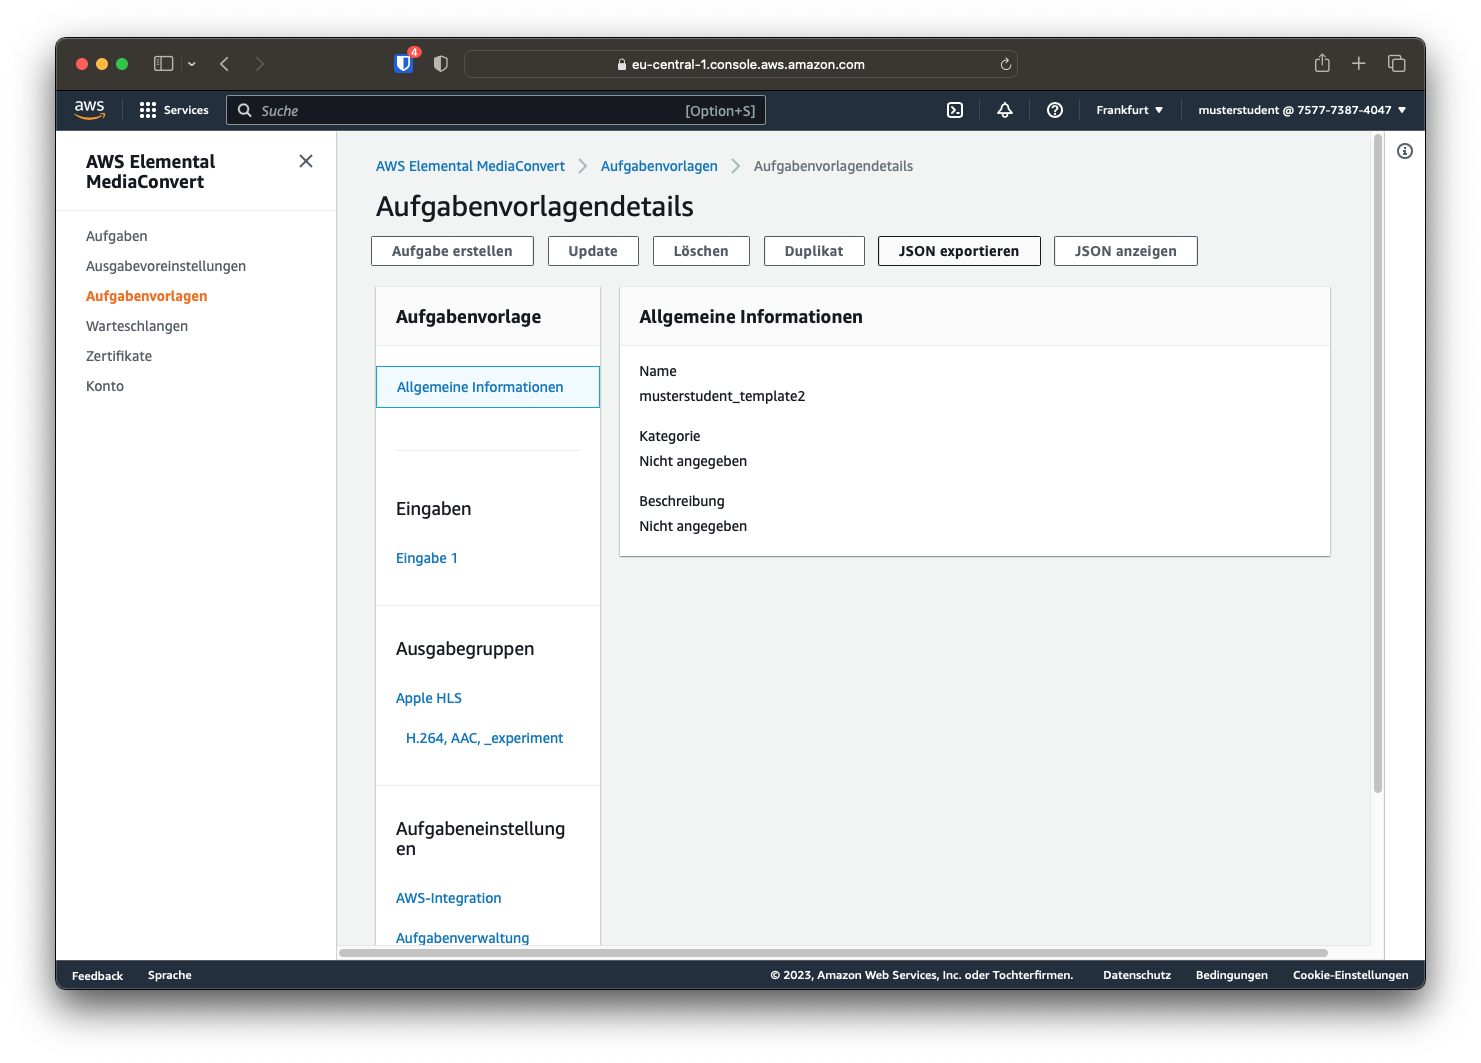 4
eu-central-1.console.aws.amazon.com
aws
Services
Suche
[Option+S]
Frankfurt
musterstudent @ 7577-7387-4047
AWS Elemental
MediaConvert
Aufgaben
Ausgabevoreinstellungen
Aufgabenvorlagen
Warteschlangen
Zertifikate
Konto
AWS Elemental MediaConvert
Aufgabenvorlagen
Aufgabenvorlagendetails
Aufgabenvorlagendetails
Aufgabe erstellen
Update
Löschen
Duplikat
JSON exportieren
JSON anzeigen
Aufgabenvorlage
Allgemeine Informationen
Eingaben
Eingabe 1
Ausgabegruppen
Apple HLS
H.264, AAC, _experiment
Aufgabeneinstellung
en
AWS-Integration
Aufgabenverwaltung
Allgemeine Informationen
Name
musterstudent_template2
Kategorie
Nicht angegeben
Beschreibung
Nicht angegeben
Feedback
Sprache
© 2023, Amazon Web Services, Inc. oder Tochterfirmen.
Datenschutz
Bedingungen
Cookie-Einstellungen